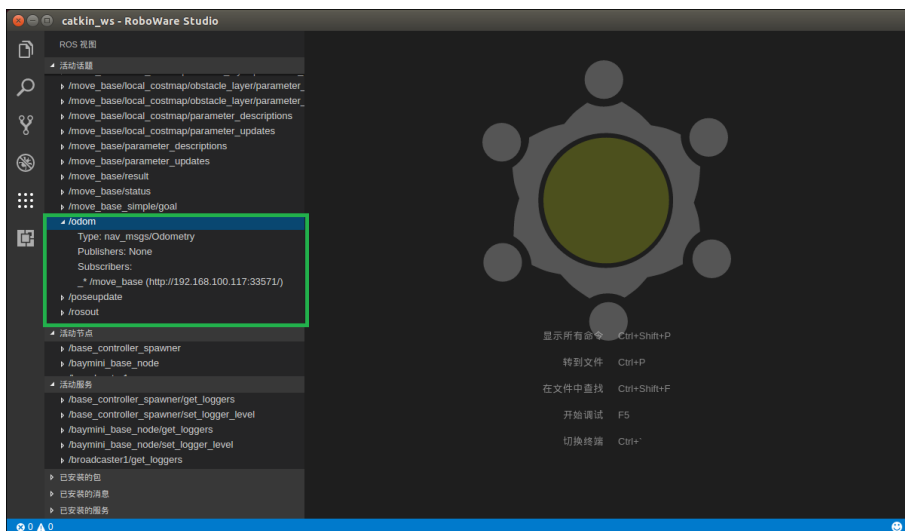 catkin_ws - RoboWare Studio
ROS 视图
活动话题
/move_base/local_costmap/obstacle_layer/parameter_
/move_base/local_costmap/obstacle_layer/parameter_
/move_base/local_costmap/parameter_descriptions
/move_base/local_costmap/parameter_updates
/move_base/parameter_descriptions
/move_base/parameter_updates
/move_base/result
/move_base/status
/move_base_simple/goal
/odom
Type: nav_msgs/Odometry
Publishers: None
Subscribers:
_* /move_base (http://192.168.100.117:33571/)
/poseupdate
/rosout
活动节点
/base_controller_spawner
/baymini_base_node
活动服务
/base_controller_spawner/get_loggers
/base_controller_spawner/set_logger_level
/baymini_base_node/get_loggers
/baymini_base_node/set_logger_level
/broadcaster1/get_loggers
已安装的包
已安装的消息
已安装的服务
显示所有命令 Ctrl+Shift+P
转到文件 Ctrl+P
在文件中查找 Ctrl+Shift+F
开始调试 F5
切换终端 Ctrl+`
0 0